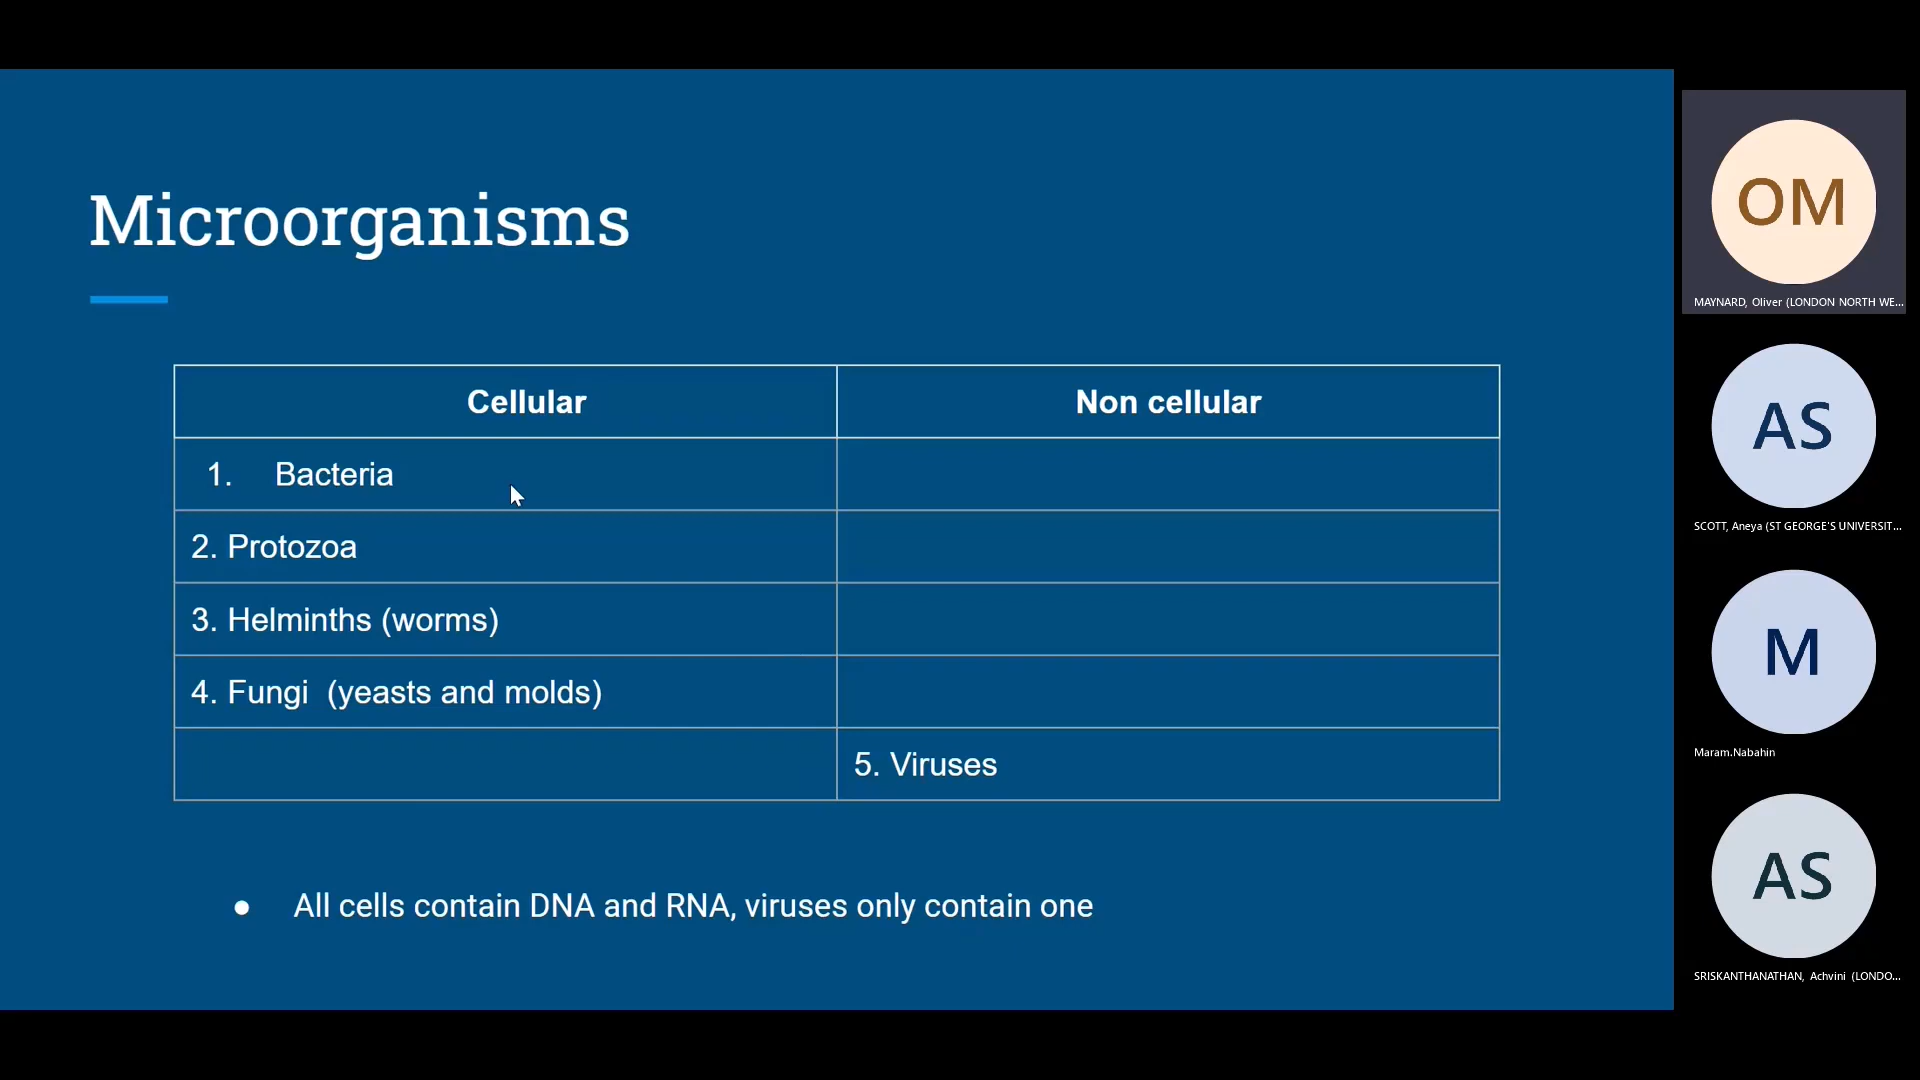 Microorganisms
Cellular
Non cellular
1. Bacteria
2. Protozoa
3. Helminths (worms)
4. Fungi (yeasts and molds)
5. Viruses
● All cells contain DNA and RNA, viruses only contain one
OM
MAYNARD, Oliver (LONDON NORTH WE...
AS
SCOTT, Aneya (ST GEORGE'S UNIVERSIT...
M
Maram.Nabahin
AS
SRISKANTHANATHAN, Achvini (LONDO...